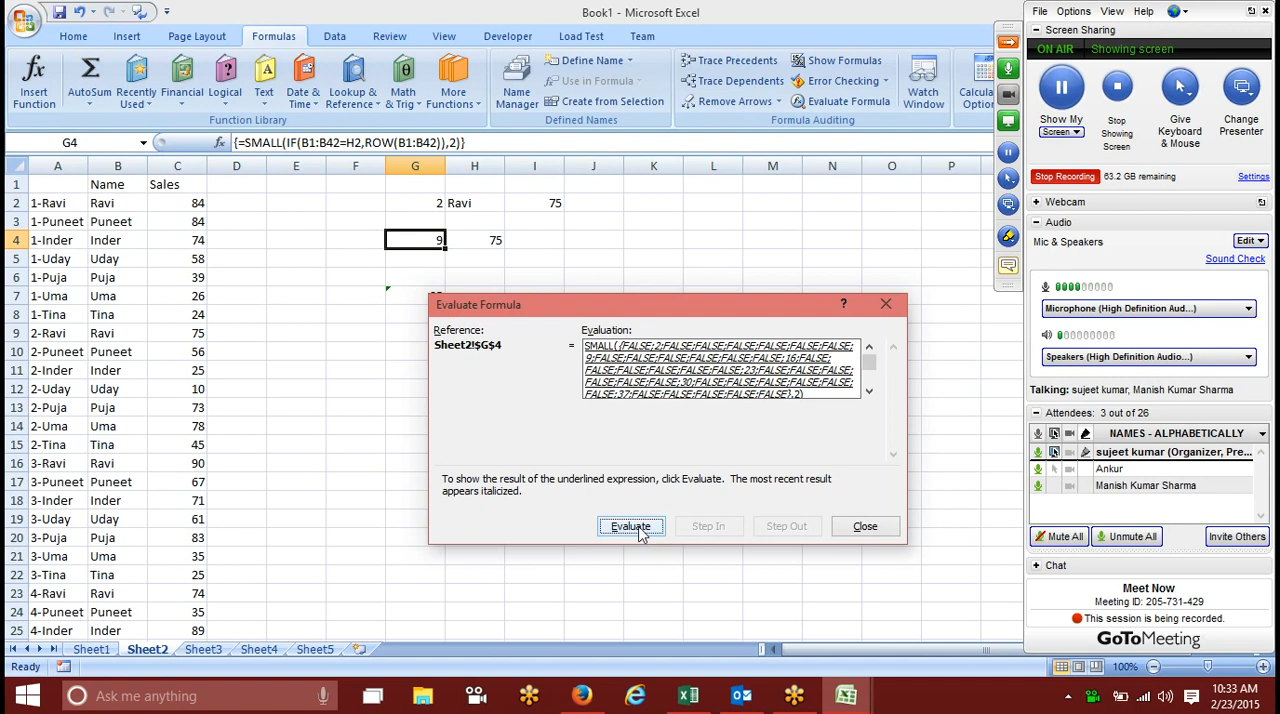 Book1 - Microsoft Excel
Home Insert Page Layout Formulas Data Review View Developer Load Test Team
Insert Function
AutoSum
Recently Used
Financial
Logical
Text
Date & Time
Lookup & Reference
Math & Trig
More Functions
Function Library
Name Manager
Define Name
Use in Formula
Create from Selection
Defined Names
Trace Precedents
Trace Dependents
Remove Arrows
Show Formulas
Error Checking
Evaluate Formula
Formula Auditing
Watch Window
Calcula
Option
G4 fx {=SMALL(IF(B1:B42=H2,ROW(B1:B42)),2)}
A B C D E F G H I J K L M N O P
1 Name Sales
2 1-Ravi Ravi 84 2 Ravi 75
3 1-Puneet Puneet 84
4 1-Inder Inder 74 9 75
5 1-Uday Uday 58
6 1-Puja Puja 39
7 1-Uma Uma 26
8 1-Tina Tina 24
9 2-Ravi Ravi 75
10 2-Puneet Puneet 56
11 2-Inder Inder 25
12 2-Uday Uday 10
13 2-Puja Puja 73
14 2-Uma Uma 78
15 2-Tina Tina 45
16 3-Ravi Ravi 90
17 3-Puneet Puneet 67
18 3-Inder Inder 71
19 3-Uday Uday 61
20 3-Puja Puja 83
21 3-Uma Uma 35
22 3-Tina Tina 25
23 4-Ravi Ravi 74
24 4-Puneet Puneet 35
25 4-Inder Inder 89
Evaluate Formula ?
Reference: Evaluation:
Sheet2!$G$4 = SMALL({FALSE;2;FALSE;FALSE;FALSE;FALSE;FALSE;FALSE;
9;FALSE;FALSE;FALSE;FALSE;FALSE;FALSE;16;FALSE;
FALSE;FALSE;FALSE;FALSE;FALSE;23;FALSE;FALSE;
FALSE;FALSE;FALSE;FALSE;30;FALSE;FALSE;FALSE;FALSE;
FALSE;FALSE;37;FALSE;FALSE;FALSE;FALSE;FALSE},2)
To show the result of the underlined expression, click Evaluate. The most recent result
appears italicized.
Evaluate Step In Step Out Close
Sheet1 Sheet2 Sheet3 Sheet4 Sheet5
Ready 100%
Ask me anything
10:33 AM
2/23/2015
File Options View Help
Screen Sharing
ON AIR Showing screen
Show My
Screen
Stop Showing Screen
Give Keyboard & Mouse
Change Presenter
Stop Recording 63.2 GB remaining Settings
Webcam
Audio
Mic & Speakers Edit
Sound Check
Microphone (High Definition Aud...)
Speakers (High Definition Audio...)
Talking: sujeet kumar, Manish Kumar Sharma
Attendees: 3 out of 26
NAMES - ALPHABETICALLY
sujeet kumar (Organizer, Pre...
Ankur
Manish Kumar Sharma
Mute All Unmute All Invite Others
Chat
Meet Now
Meeting ID: 205-731-429
This session is being recorded.
GoToMeeting